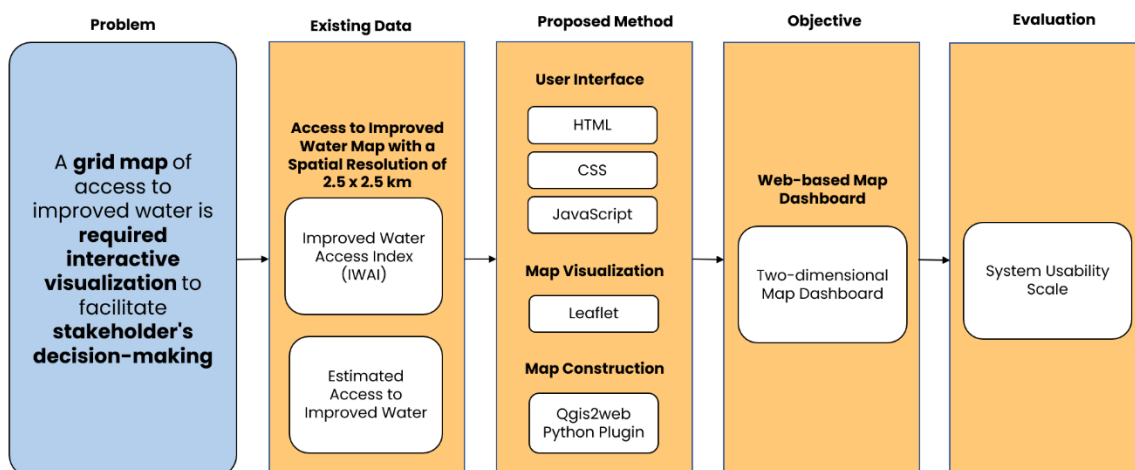 Problem
A grid map of
access to
improved water is
required
interactive
visualization to
facilitate
stakeholder's
decision-making
Existing Data
Access to Improved
Water Map with a
Spatial Resolution of
2.5 x 2.5 km
Improved Water
Access Index
(IWAI)
Estimated
Access to
Improved Water
Proposed Method
User Interface
HTML
CSS
JavaScript
Map Visualization
Leaflet
Map Construction
Qgis2web
Python Plugin
Objective
Web-based Map
Dashboard
Two-dimensional
Map Dashboard
Evaluation
System Usability
Scale